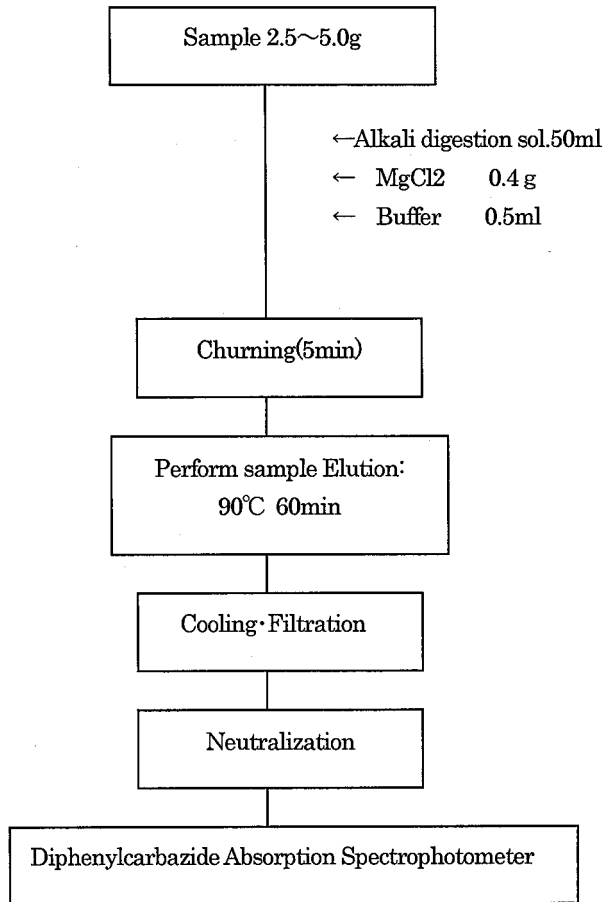 Sample 2.5～5.0g
←Alkali digestion sol.50ml
← MgCl2 0.4 g
← Buffer 0.5ml
Churning(5min)
Perform sample Elution:
90℃ 60min
Cooling・Filtration
Neutralization
Diphenylcarbazide Absorption Spectrophotometer